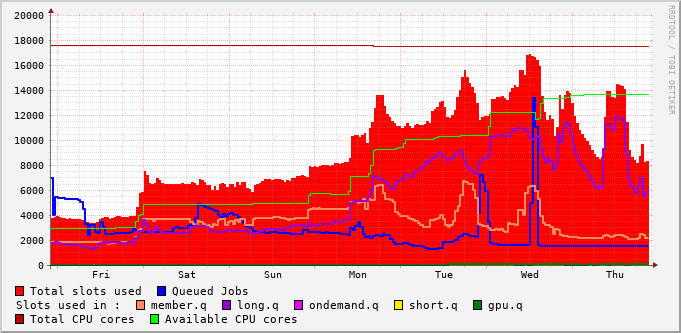 20000
18000
16000
14000
12000
10000
8000
6000
4000
2000
0
Fri Sat Sun Mon Tue Wed Thu
RRDTOOL / TOBI OETIKER
Total slots used Queued Jobs
Slots used in : member.q long.q ondemand.q short.q gpu.q
Total CPU cores Available CPU cores